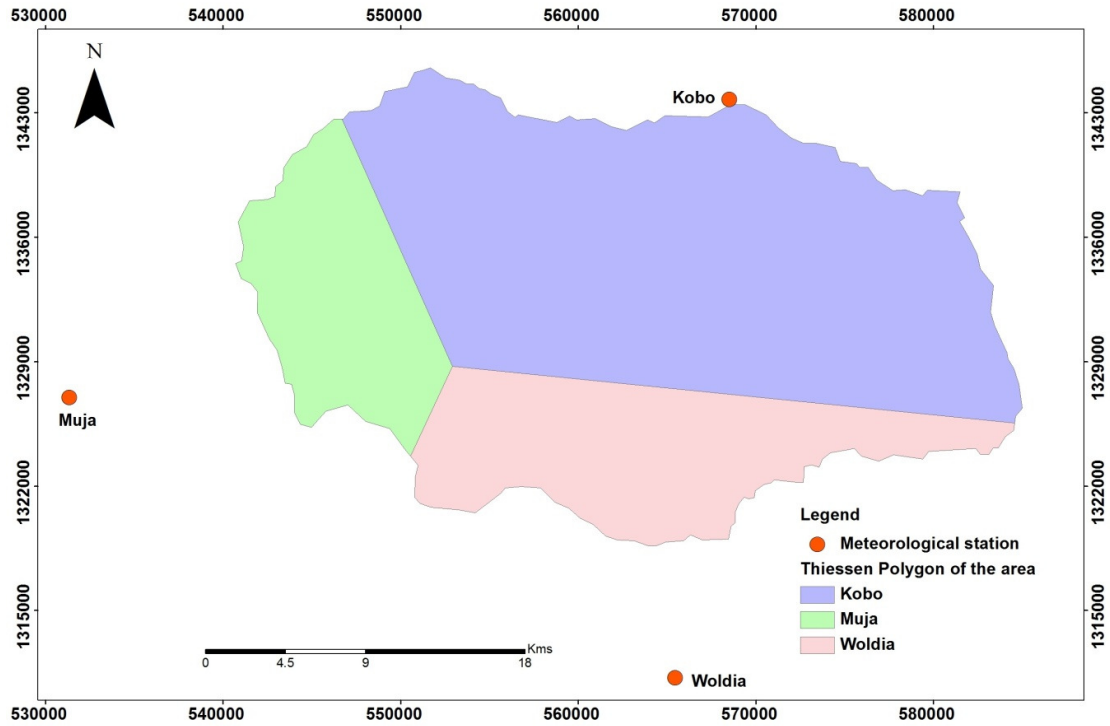 530000 540000 550000 560000 570000 580000
N
Kobo
1343000 1343000
1336000 1336000
1329000 1329000
Muja
1322000 1322000
Legend
Meteorological station
Thiessen Polygon of the area
Kobo
Muja
Woldia
1315000 1315000
Kms
0 4.5 9 18
Woldia
530000 540000 550000 560000 570000 580000